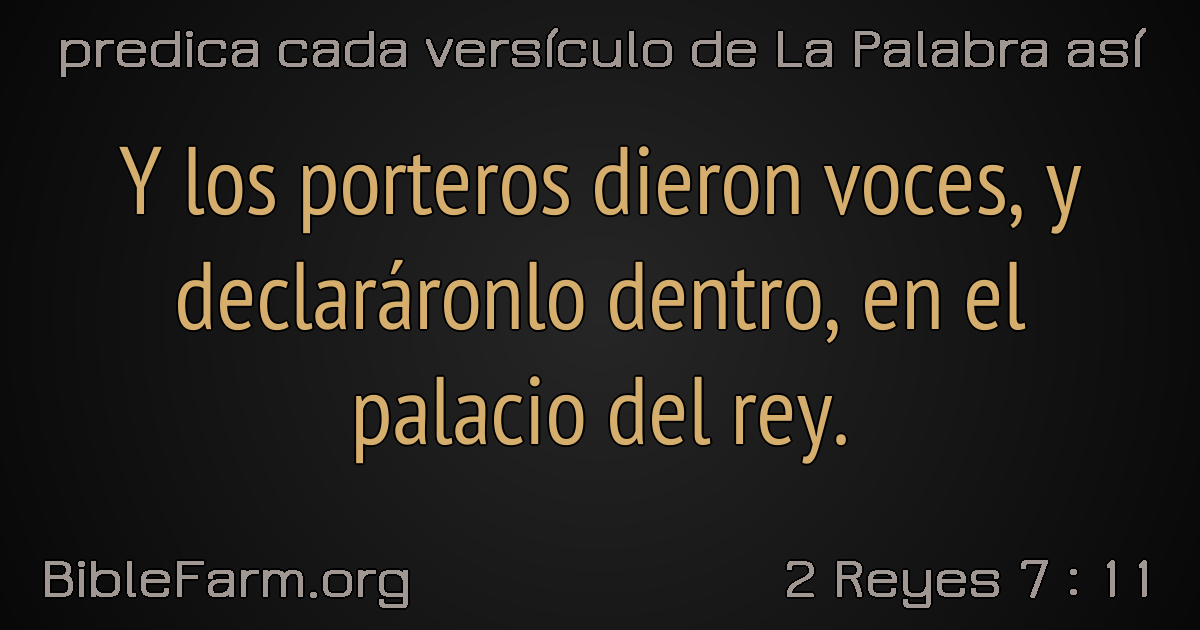 predica cada versículo de La Palabra así
Y los porteros dieron voces, y
declaráronlo dentro, en el
palacio del rey.
BibleFarm.org
2 Reyes 7 : 11